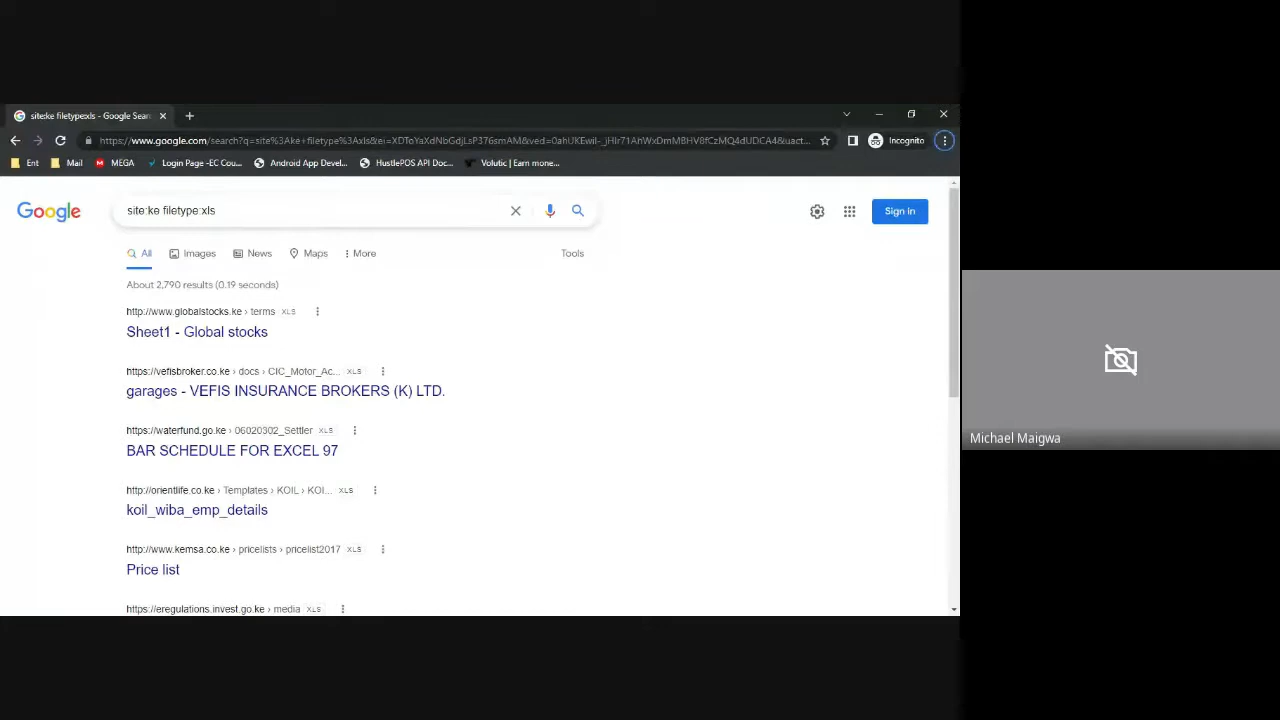 site:ke filetype:xls - Google Sear
https://www.google.com/search?q=site%3Ake+filetype%3Axls&ei=
Incognito
Ent
Mail
MEGA
Login Page -EC Cou...
Android App Devel...
HustlePOS API Doc...
Volutic | Earn more...
Google
site:ke filetype:xls
Sign in
All
Images
News
Maps
More
Tools
About 2,790 results (0.19 seconds)
http://www.globalstocks.ke › terms XLS
Sheet1 - Global stocks
https://vefisbroker.co.ke › docs › CIC_Motor_Ac... XLS
garages - VEFIS INSURANCE BROKERS (K) LTD.
https://waterfund.go.ke › 06020302_Settler XLS
BAR SCHEDULE FOR EXCEL 97
http://orientlife.co.ke › Templates › KOIL › KOI... XLS
koil_wiba_emp_details
http://www.kemsa.co.ke › pricelists › pricelist2017 XLS
Price list
https://eregulations.invest.go.ke › media XLS
Michael Maigwa